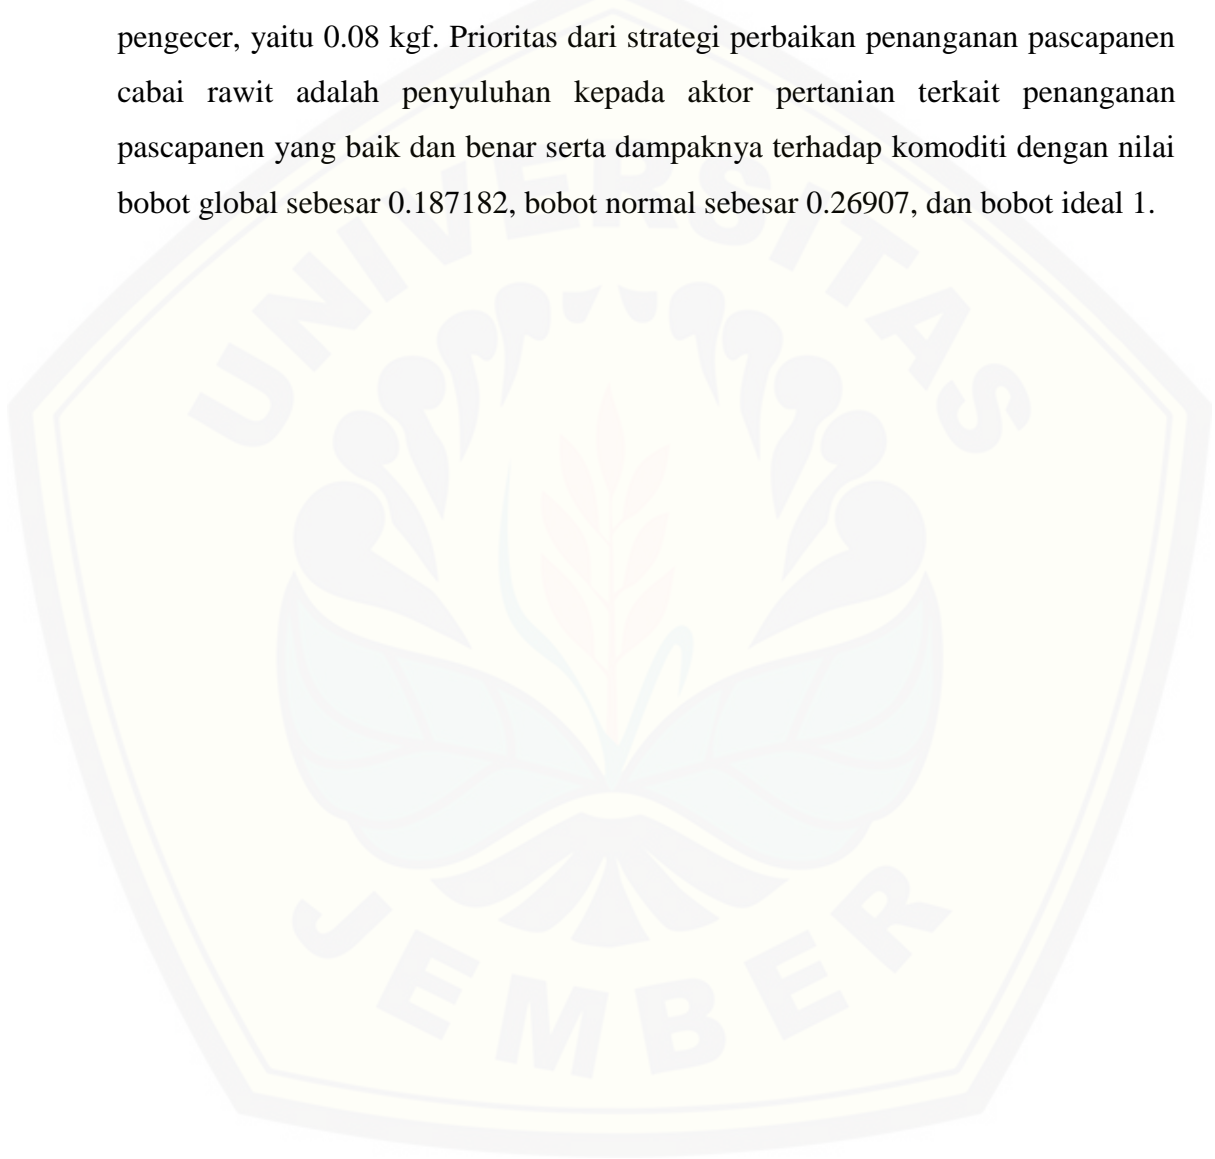 pengecer, yaitu 0.08 kgf. Prioritas dari strategi perbaikan penanganan pascapanen
cabai rawit adalah penyuluhan kepada aktor pertanian terkait penanganan
pascapanen yang baik dan benar serta dampaknya terhadap komoditi dengan nilai
bobot global sebesar 0.187182, bobot normal sebesar 0.26907, dan bobot ideal 1.
UNIVERSITAS
JEMBER